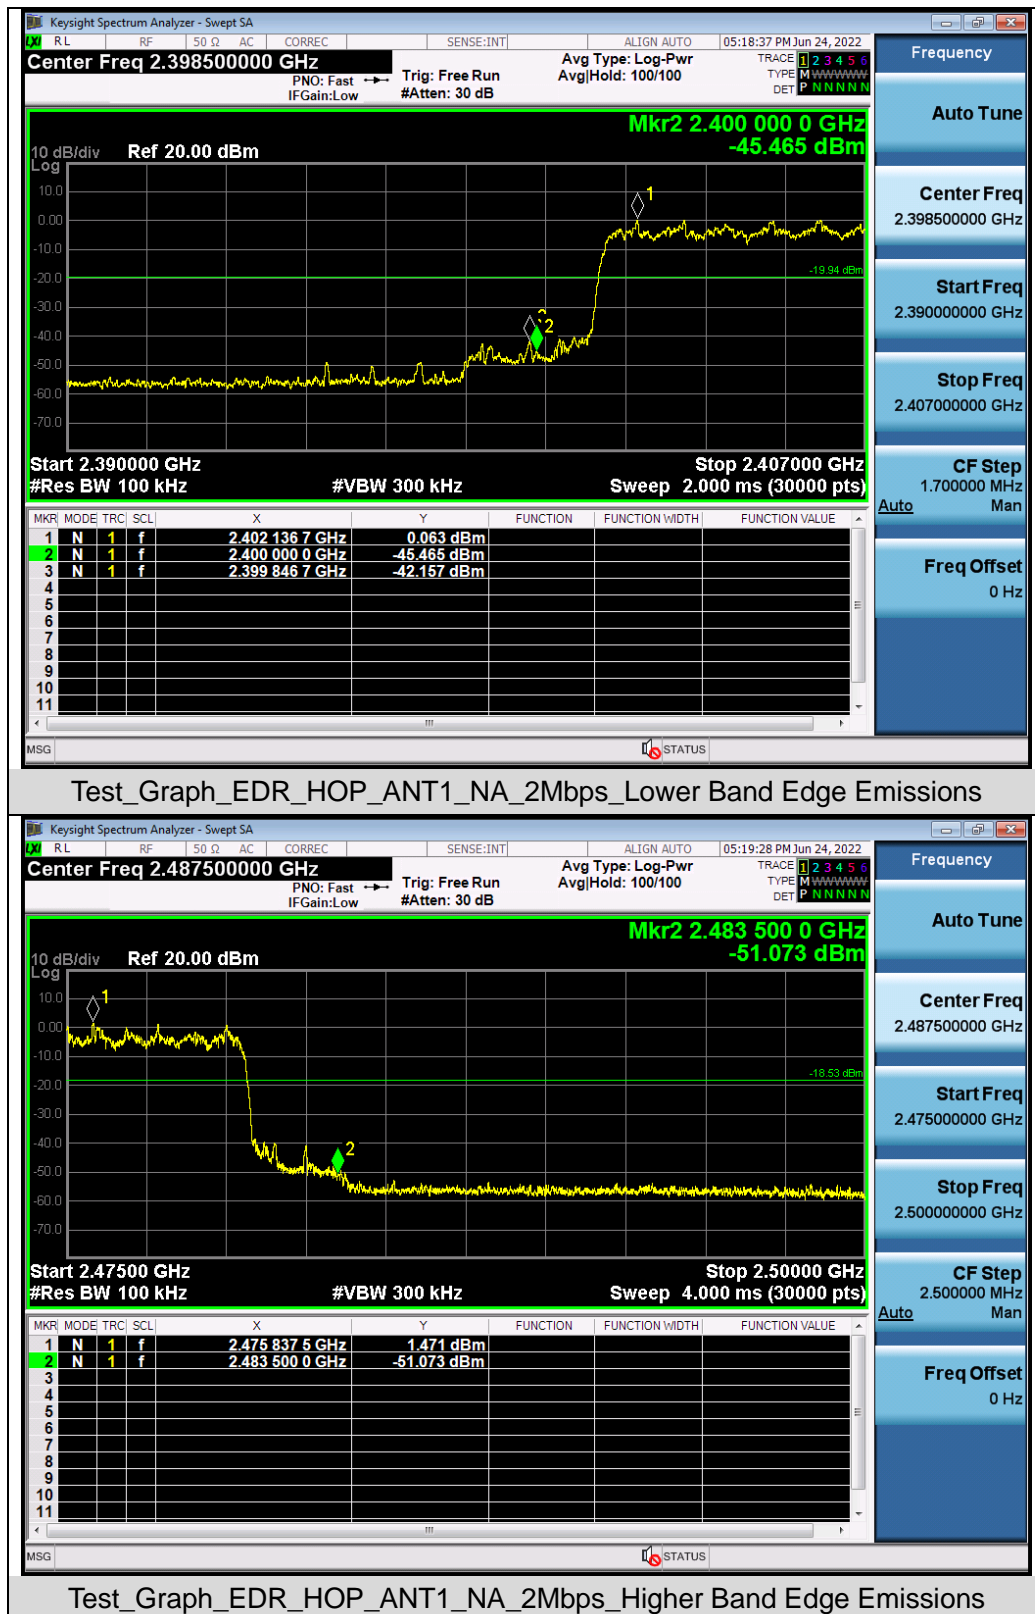 Keysight Spectrum Analyzer - Swept SA
LXI RL RF 50 Ω AC CORREC SENSE:INT ALIGN AUTO 05:18:37 PM Jun 24, 2022
Center Freq 2.398500000 GHz
PNO: Fast
IFGain:Low
Trig: Free Run
#Atten: 30 dB
Avg Type: Log-Pwr
Avg|Hold: 100/100
TRACE 1 2 3 4 5 6
TYPE M WWWWW
DET P N N N N N
Frequency
Mkr2 2.400 000 0 GHz
-45.465 dBm
10 dB/div Ref 20.00 dBm
Log
10.0
0.00
-10.0
-20.0
-30.0
-40.0
-50.0
-60.0
-70.0
1
2
-19.94 dBm
Start 2.390000 GHz Stop 2.407000 GHz
#Res BW 100 kHz #VBW 300 kHz Sweep 2.000 ms (30000 pts)
MKR MODE TRC SCL X Y FUNCTION FUNCTION WIDTH FUNCTION VALUE
1 N 1 f 2.402 136 7 GHz 0.063 dBm
2 N 1 f 2.400 000 0 GHz -45.465 dBm
3 N 1 f 2.399 846 7 GHz -42.157 dBm
4
5
6
7
8
9
10
11
MSG STATUS
Auto Tune
Center Freq
2.398500000 GHz
Start Freq
2.390000000 GHz
Stop Freq
2.407000000 GHz
CF Step
1.700000 MHz
Auto Man
Freq Offset
0 Hz
Test_Graph_EDR_HOP_ANT1_NA_2Mbps_Lower Band Edge Emissions
Keysight Spectrum Analyzer - Swept SA
LXI RL RF 50 Ω AC CORREC SENSE:INT ALIGN AUTO 05:19:28 PM Jun 24, 2022
Center Freq 2.487500000 GHz
PNO: Fast
IFGain:Low
Trig: Free Run
#Atten: 30 dB
Avg Type: Log-Pwr
Avg|Hold: 100/100
TRACE 1 2 3 4 5 6
TYPE M WWWWW
DET P N N N N N
Frequency
Mkr2 2.483 500 0 GHz
-51.073 dBm
10 dB/div Ref 20.00 dBm
Log
10.0
0.00
-10.0
-20.0
-30.0
-40.0
-50.0
-60.0
-70.0
1
2
-18.53 dBm
Start 2.47500 GHz Stop 2.50000 GHz
#Res BW 100 kHz #VBW 300 kHz Sweep 4.000 ms (30000 pts)
MKR MODE TRC SCL X Y FUNCTION FUNCTION WIDTH FUNCTION VALUE
1 N 1 f 2.475 837 5 GHz 1.471 dBm
2 N 1 f 2.483 500 0 GHz -51.073 dBm
3
4
5
6
7
8
9
10
11
MSG STATUS
Auto Tune
Center Freq
2.487500000 GHz
Start Freq
2.475000000 GHz
Stop Freq
2.500000000 GHz
CF Step
2.500000 MHz
Auto Man
Freq Offset
0 Hz
Test_Graph_EDR_HOP_ANT1_NA_2Mbps_Higher Band Edge Emissions